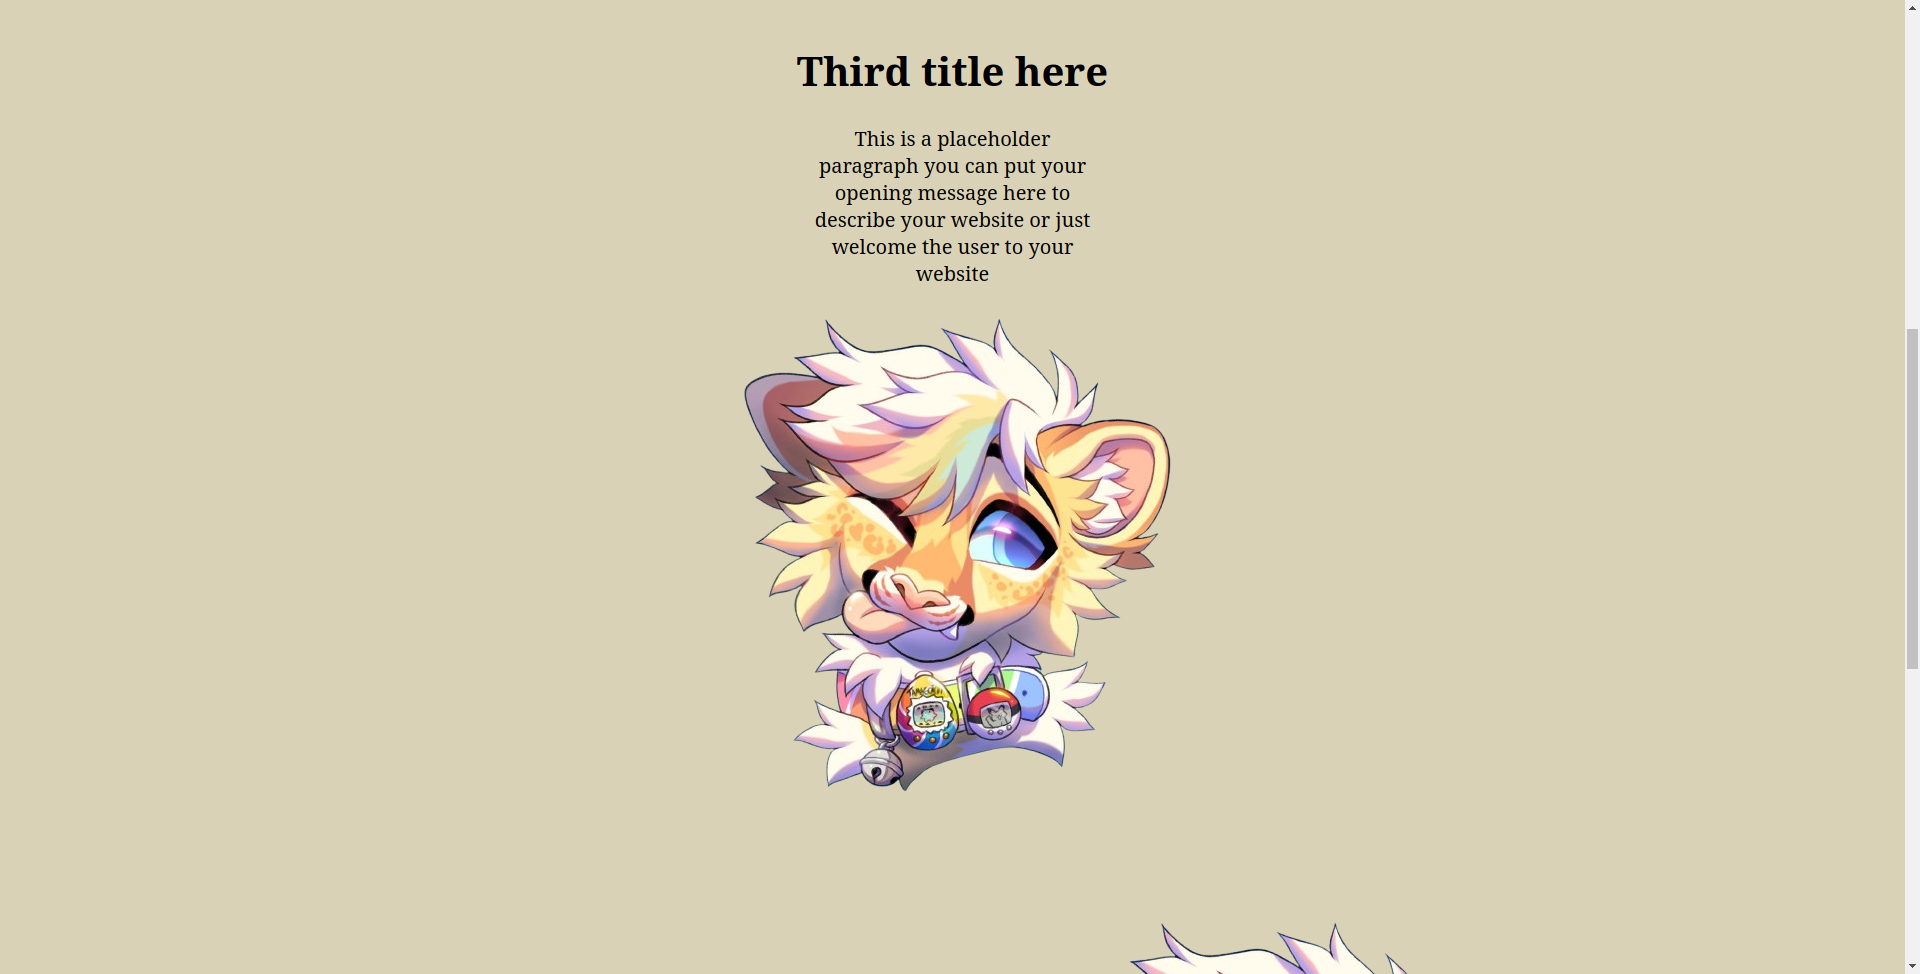 Third title here
This is a placeholder
paragraph you can put your
opening message here to
describe your website or just
welcome the user to your
website